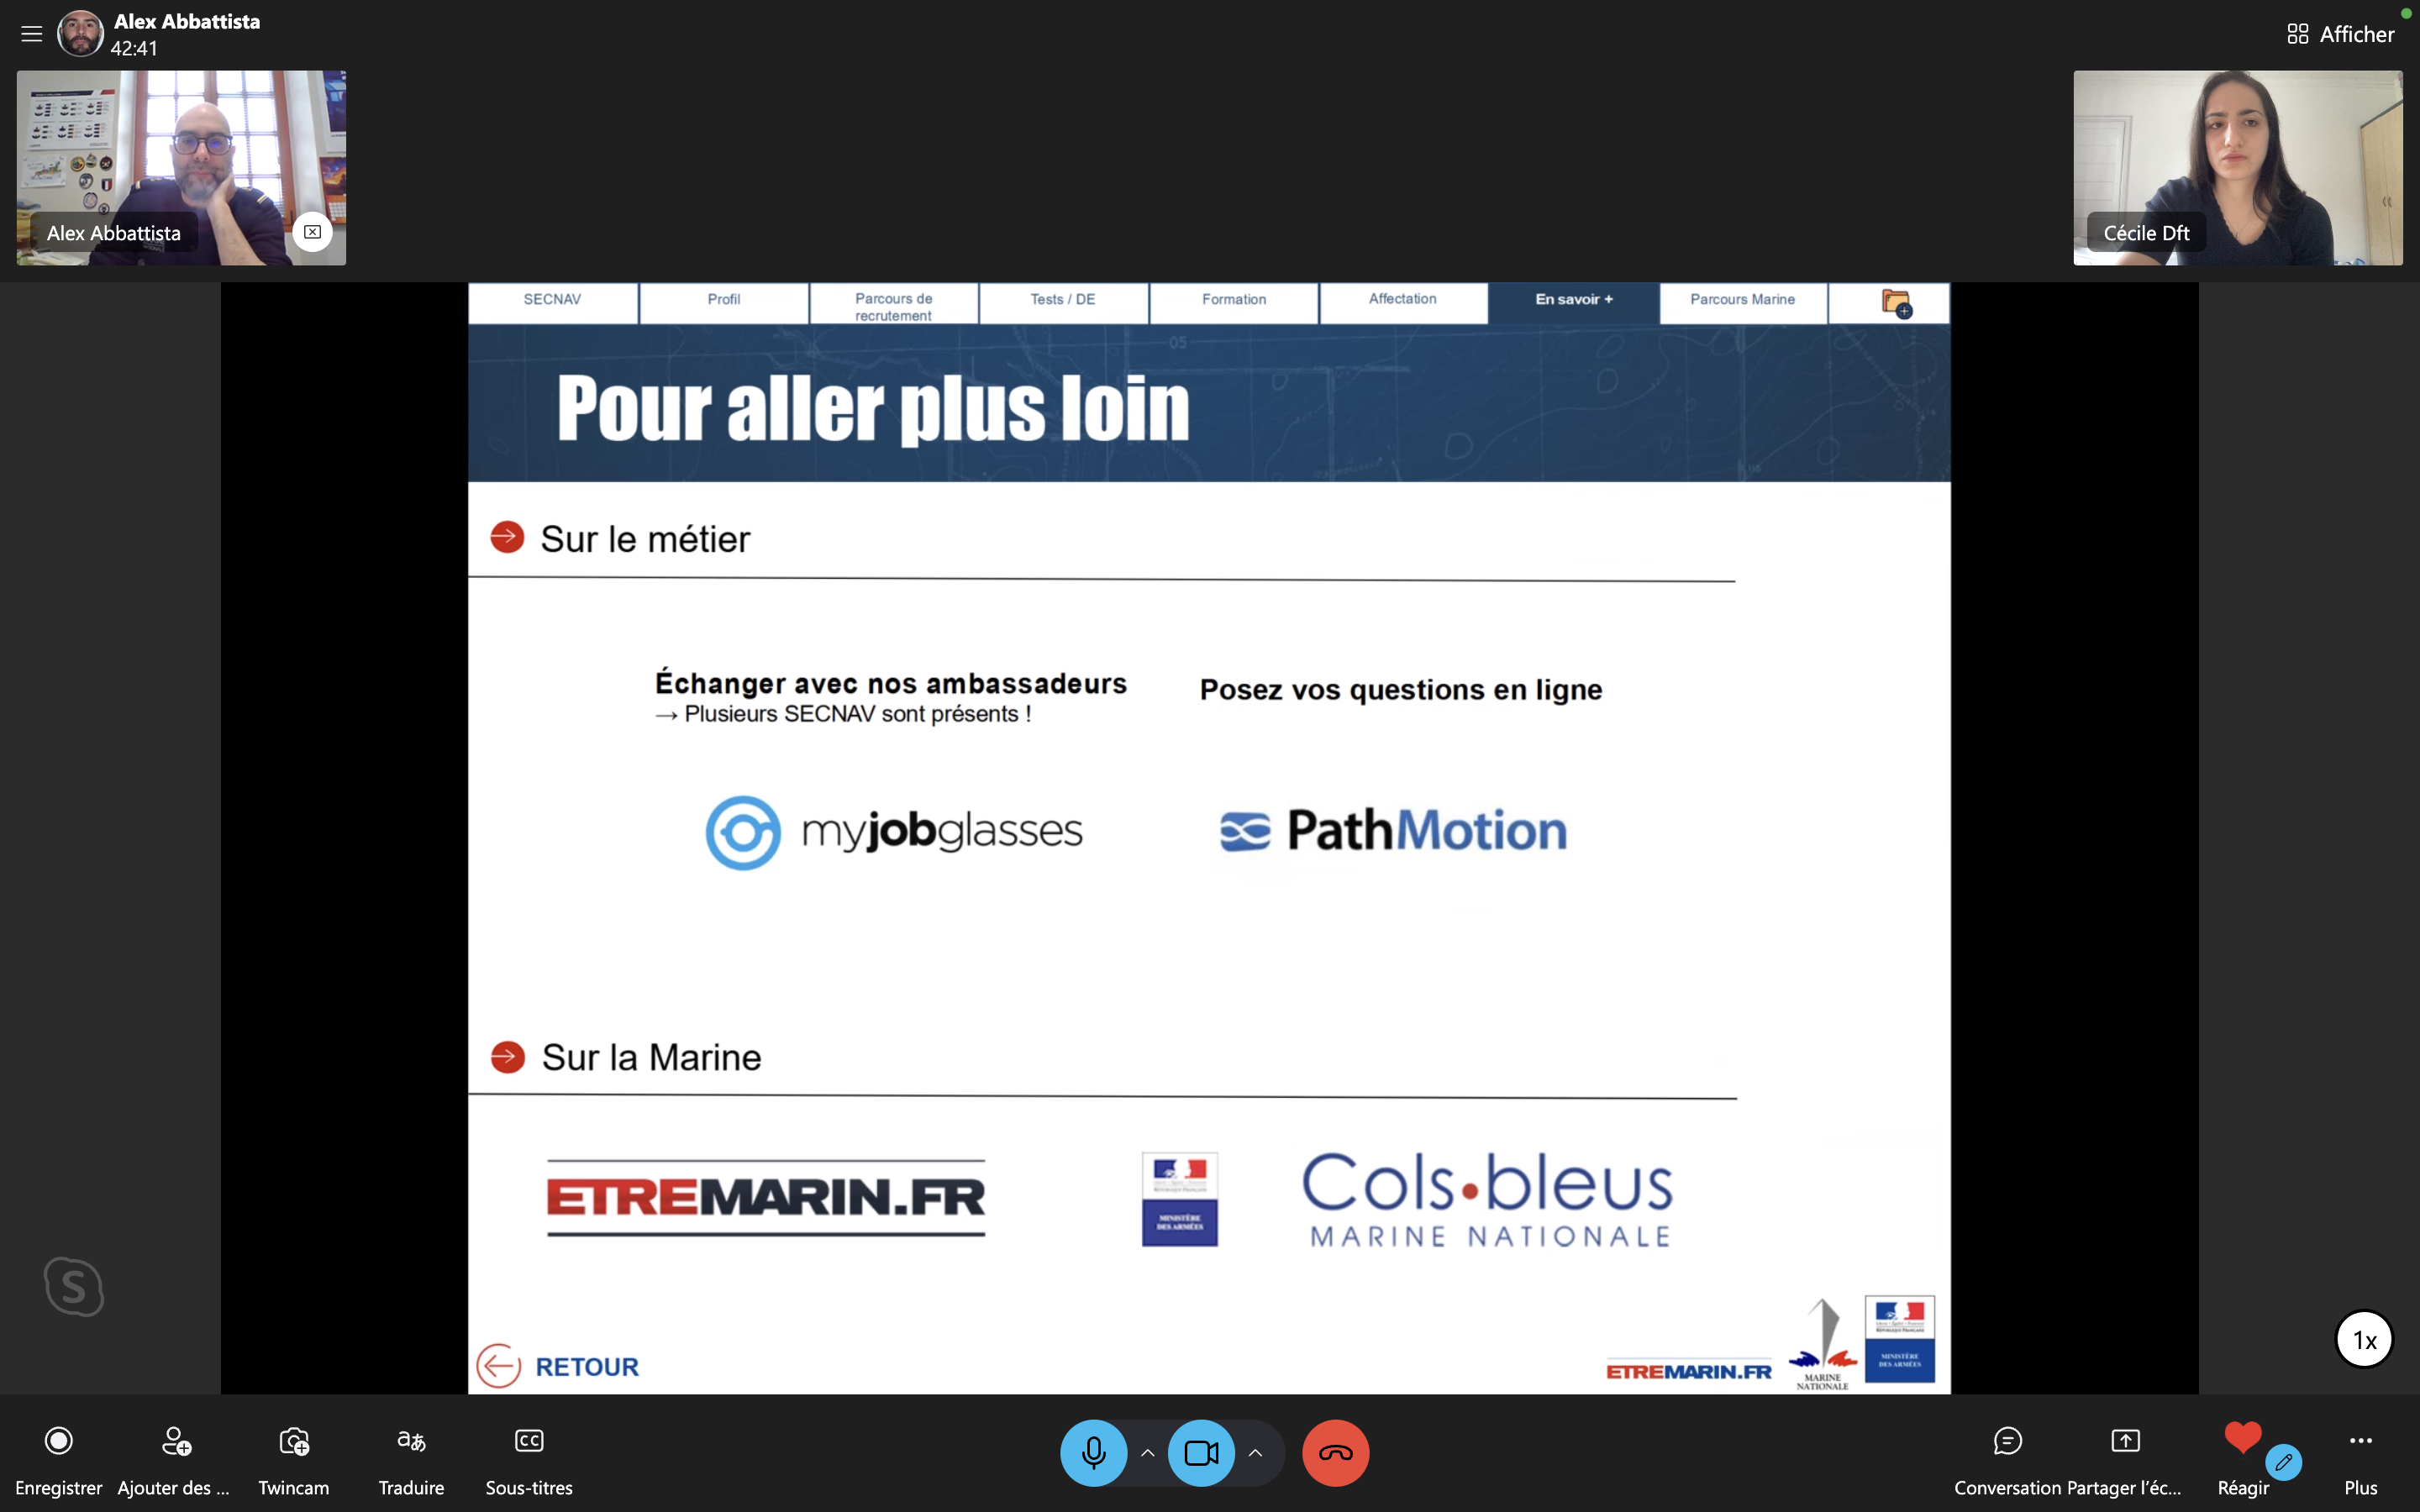 Alex Abbattista
42:41
Afficher
Alex Abbattista
Cécile Dft
SECNAV
Profil
Parcours de
recrutement
Tests / DE
Formation
Affectation
En savoir +
Parcours Marine
05
Pour aller plus loin
Sur le métier
Échanger avec nos ambassadeurs
→ Plusieurs SECNAV sont présents !
Posez vos questions en ligne
myjobglasses
PathMotion
Sur la Marine
ETREMARIN.FR
MINISTÈRE
DES ARMÉES
Cols•bleus
MARINE NATIONALE
S
RETOUR
ETREMARIN.FR
MARINE
NATIONALE
MINISTÈRE
DES ARMÉES
1x
Enregistrer
Ajouter des ...
Twincam
Traduire
CC
Sous-titres
Conversation
Partager l'éc...
Réagir
Plus